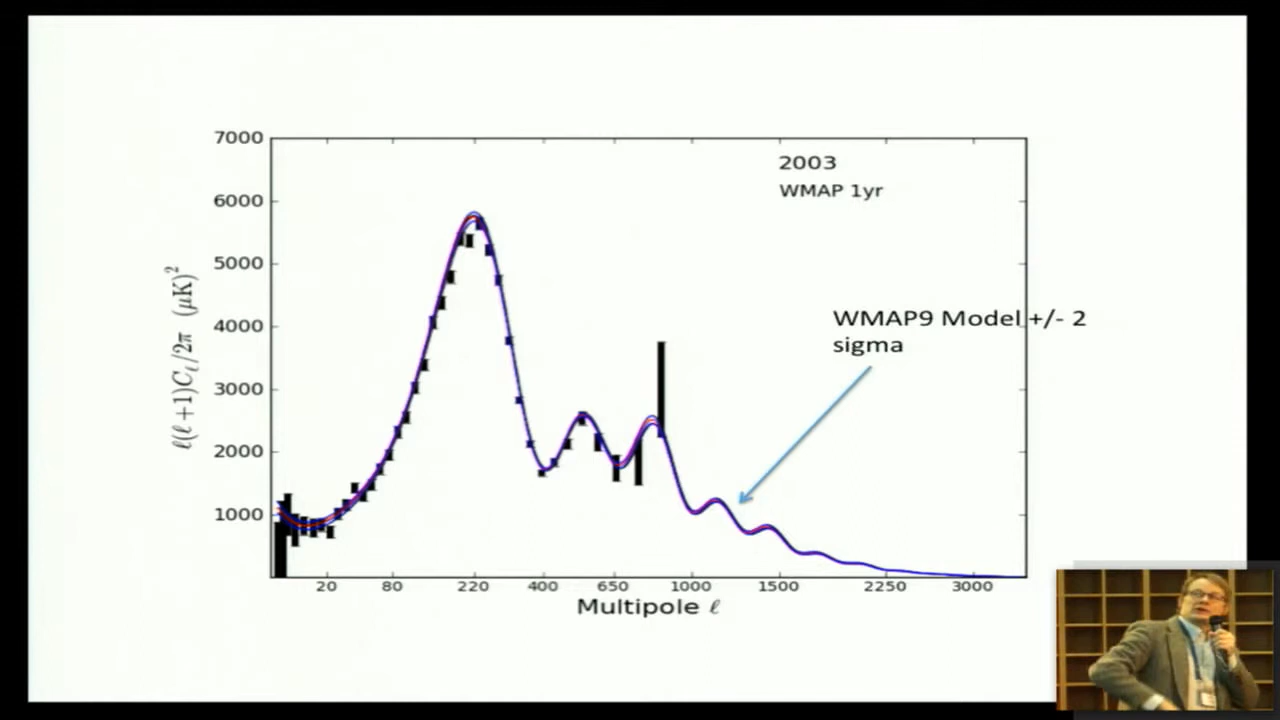 7000
6000
5000
4000
3000
2000
1000
ℓ(ℓ+1)Cℓ/2π (μK)²
2003
WMAP 1yr
WMAP9 Model +/- 2
sigma
20 80 220 400 650 1000 1500 2250 3000
Multipole ℓ